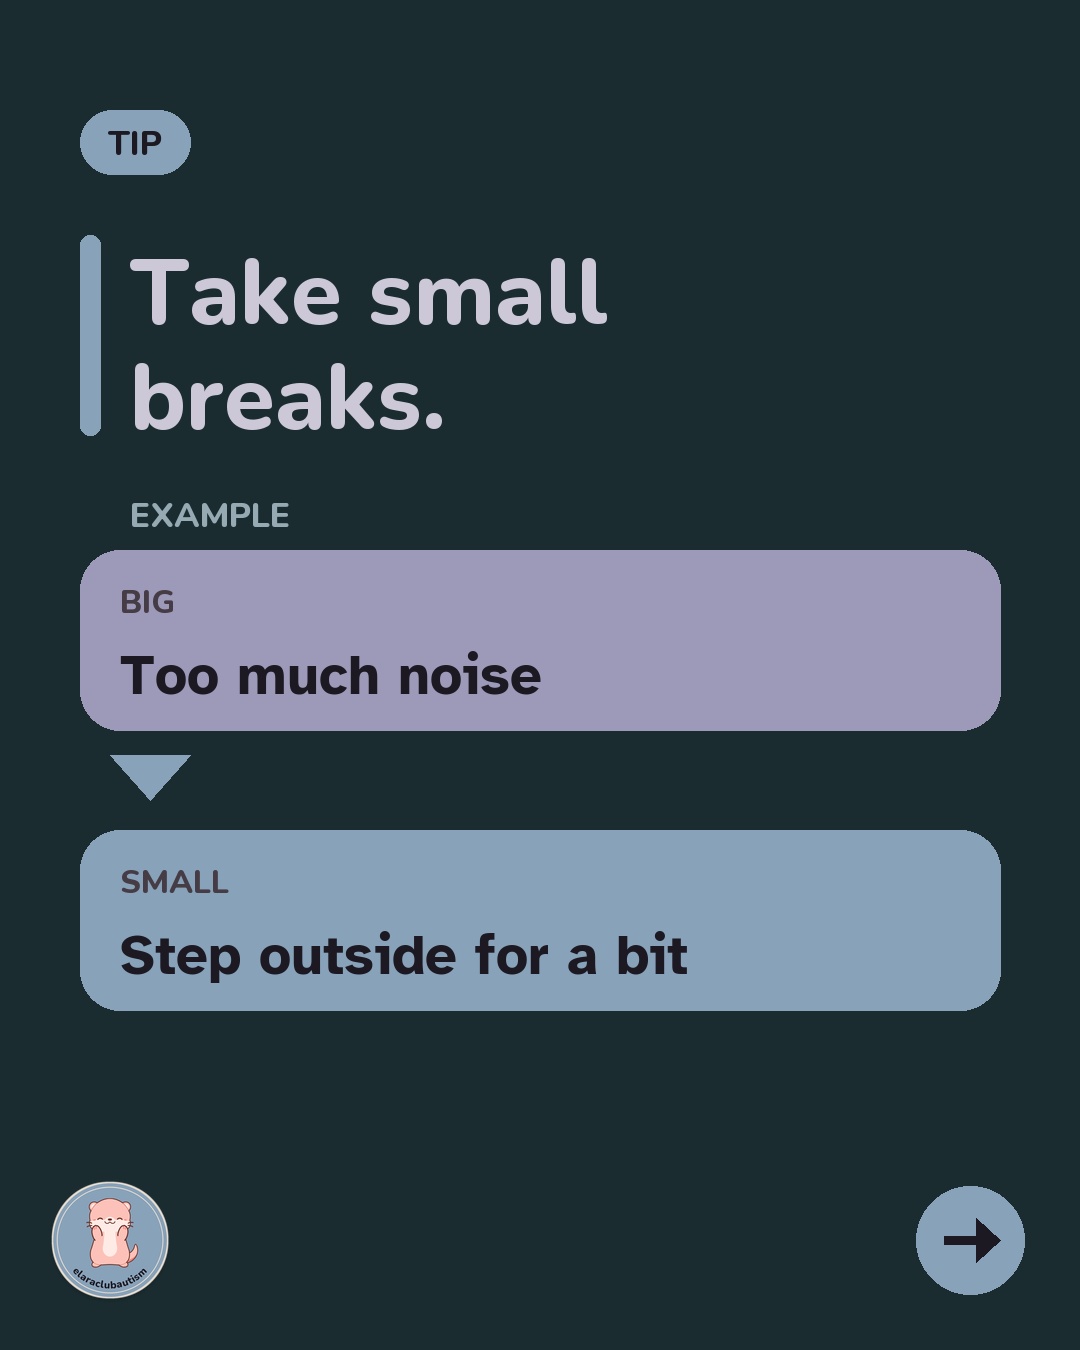 TIP
Take small
breaks.
EXAMPLE
BIG
Too much noise
SMALL
Step outside for a bit
elaraclubautism